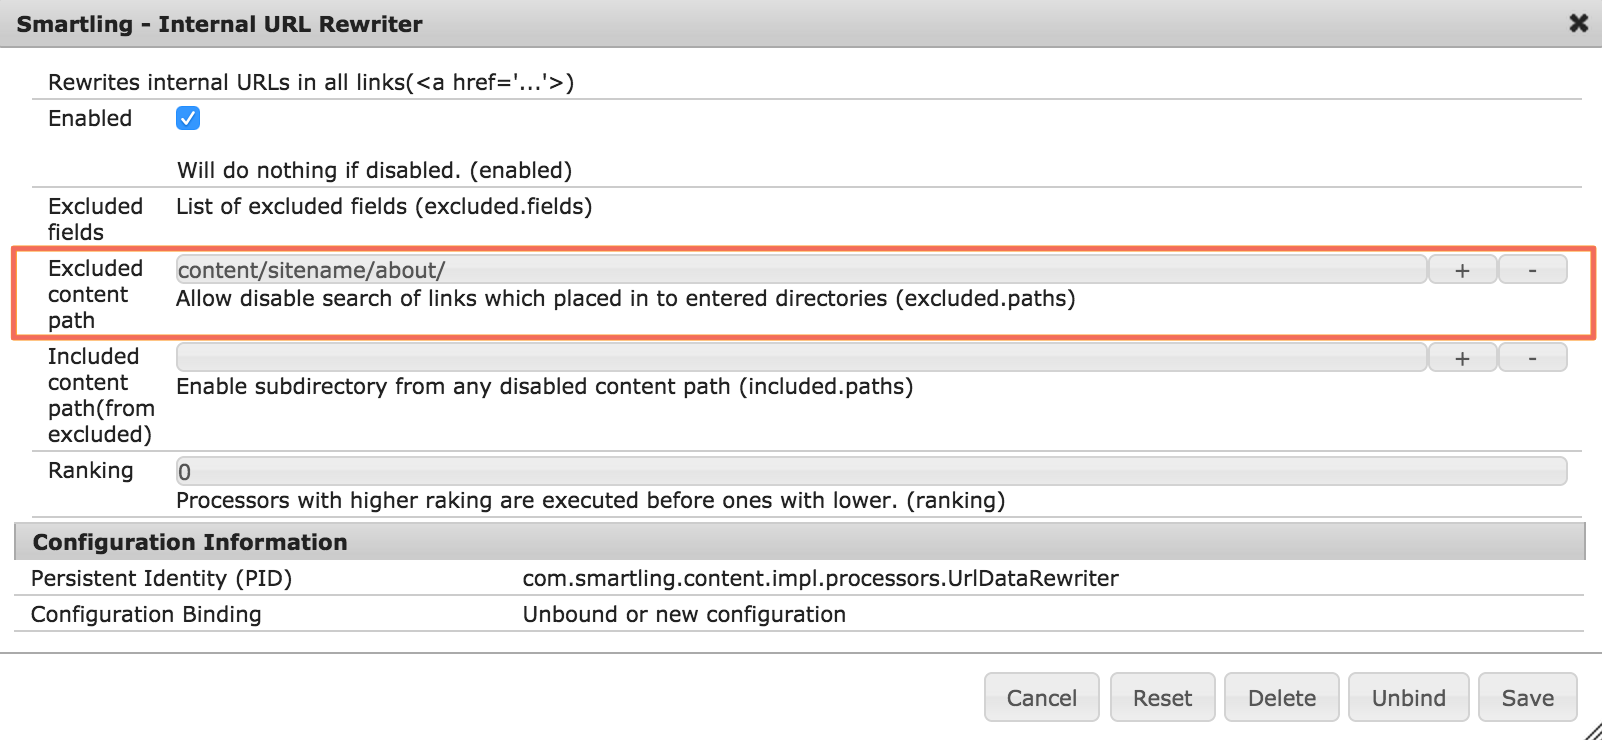 Smartling - Internal URL Rewriter
Rewrites internal URLs in all links(<a href='...'>)
Enabled
Will do nothing if disabled. (enabled)
Excluded fields
List of excluded fields (excluded.fields)
Excluded content path
content/sitename/about/
+
-
Allow disable search of links which placed in to entered directories (excluded.paths)
Included content path(from excluded)
+
-
Enable subdirectory from any disabled content path (included.paths)
Ranking
0
Processors with higher raking are executed before ones with lower. (ranking)
Configuration Information
Persistent Identity (PID)
com.smartling.content.impl.processors.UrlDataRewriter
Configuration Binding
Unbound or new configuration
Cancel
Reset
Delete
Unbind
Save